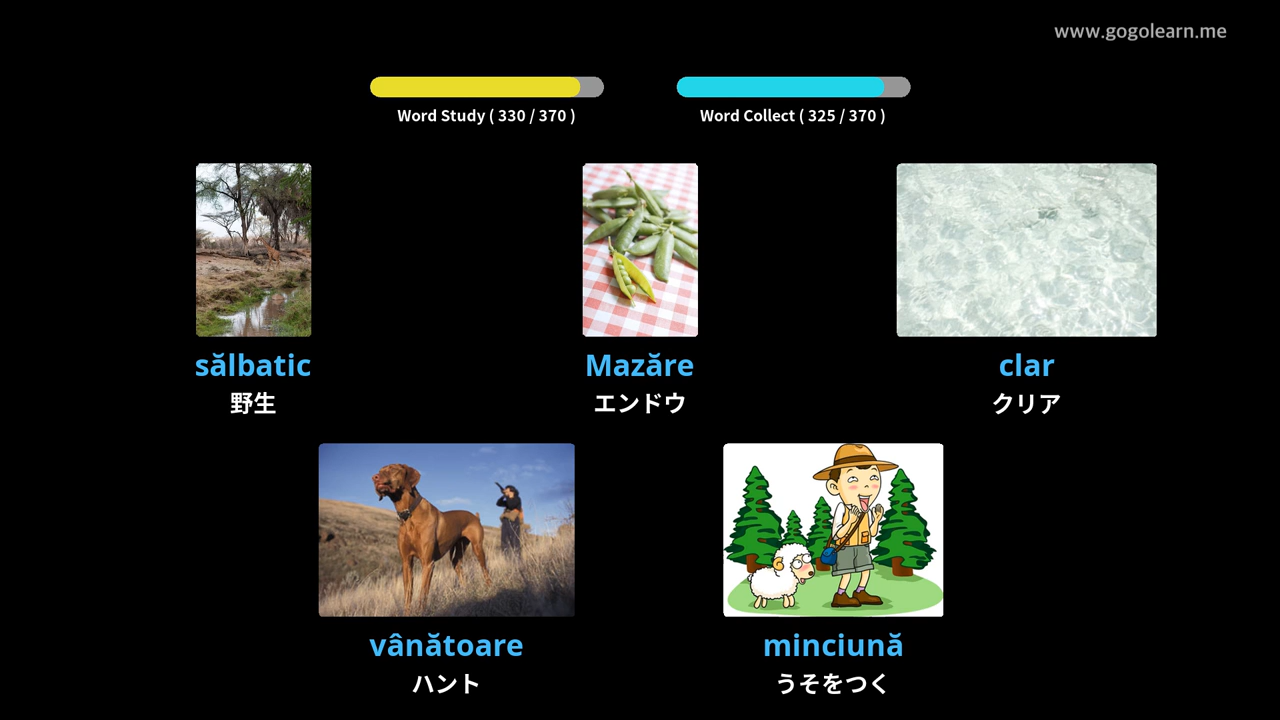 www.gogolearn.me
Word Study ( 330 / 370 )
Word Collect ( 325 / 370 )
sălbatic
野生
Mazăre
エンドウ
clar
クリア
vânătoare
ハント
minciună
うそをつく